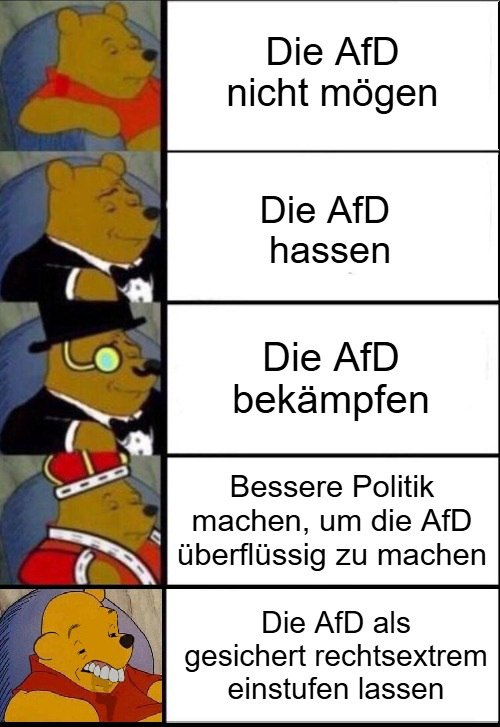 Die AfD
nicht mögen
Die AfD
hassen
Die AfD
bekämpfen
Bessere Politik
machen, um die AfD
überflüssig zu machen
Die AfD als
gesichert rechtsextrem
einstufen lassen